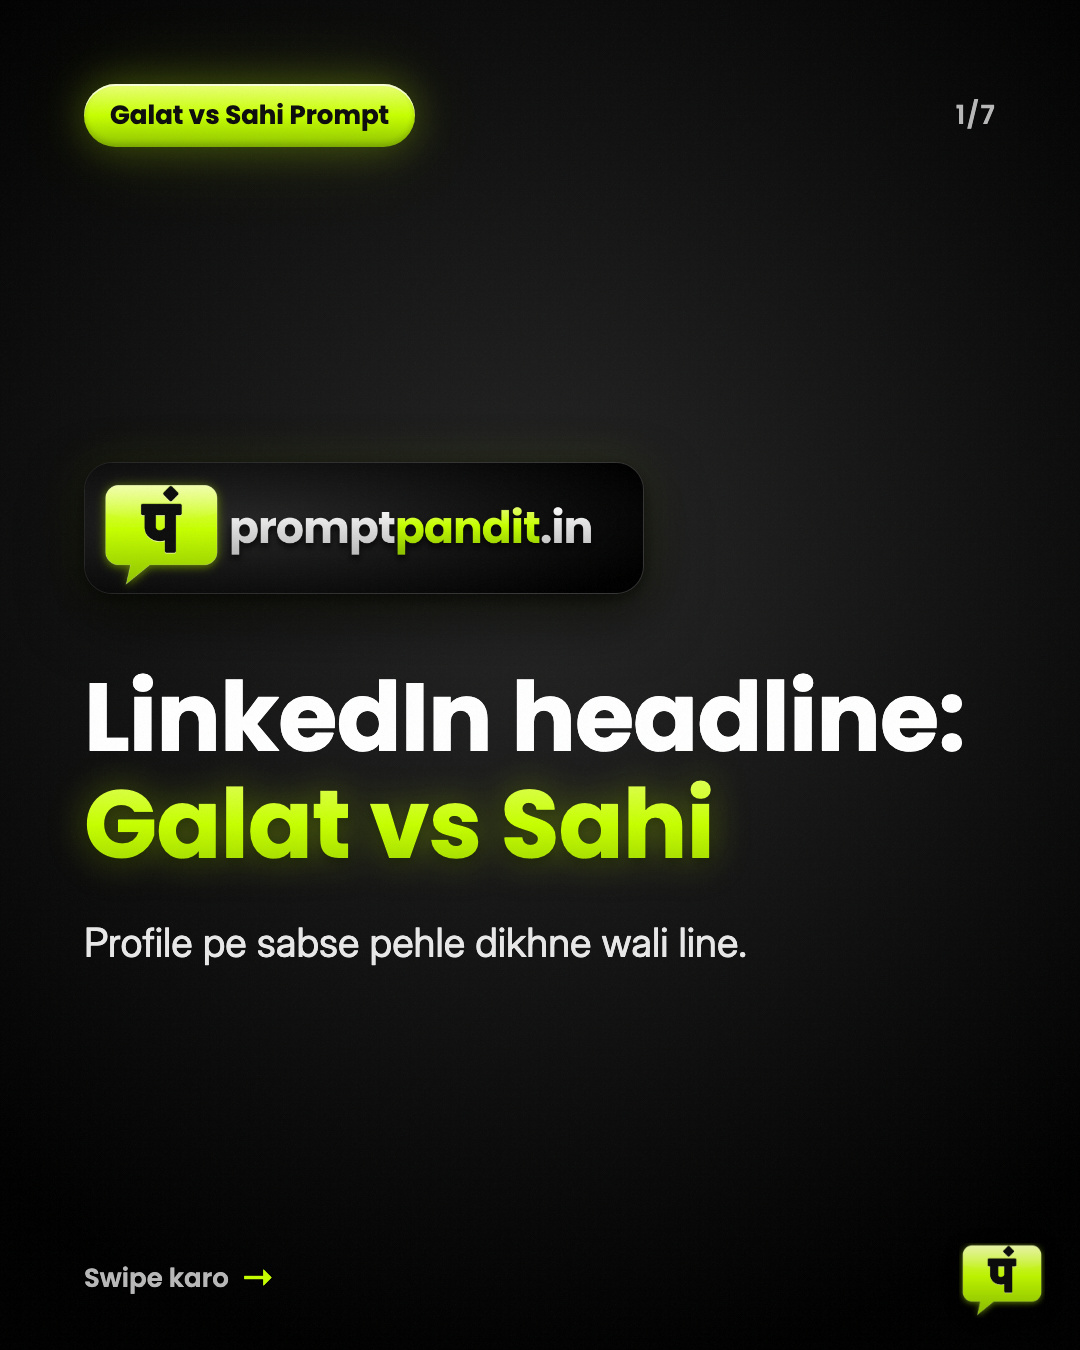 Galat vs Sahi Prompt
1/7
पं promptpandit.in
LinkedIn headline:
Galat vs Sahi
Profile pe sabse pehle dikhne wali line.
Swipe karo →
पं